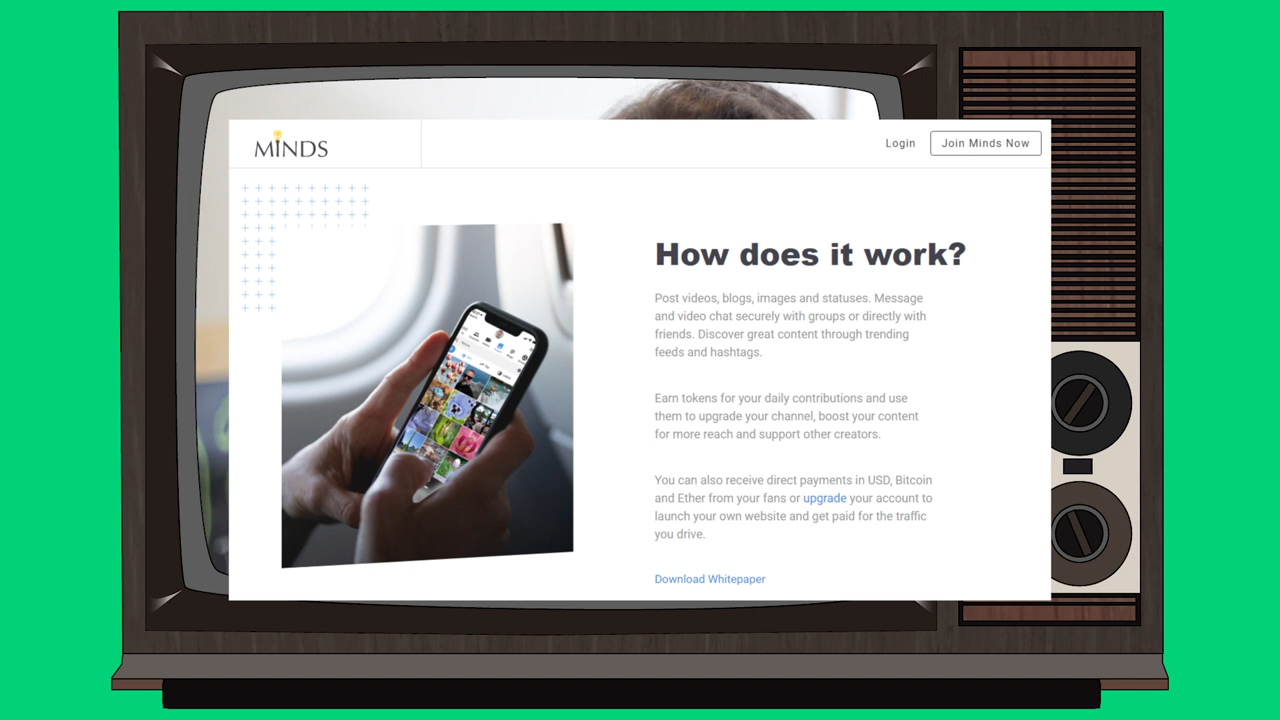 MINDS
Login
Join Minds Now
How does it work?
Post videos, blogs, images and statuses. Message
and video chat securely with groups or directly with
friends. Discover great content through trending
feeds and hashtags.
Earn tokens for your daily contributions and use
them to upgrade your channel, boost your content
for more reach and support other creators.
You can also receive direct payments in USD, Bitcoin
and Ether from your fans or upgrade your account to
launch your own website and get paid for the traffic
you drive.
Download Whitepaper